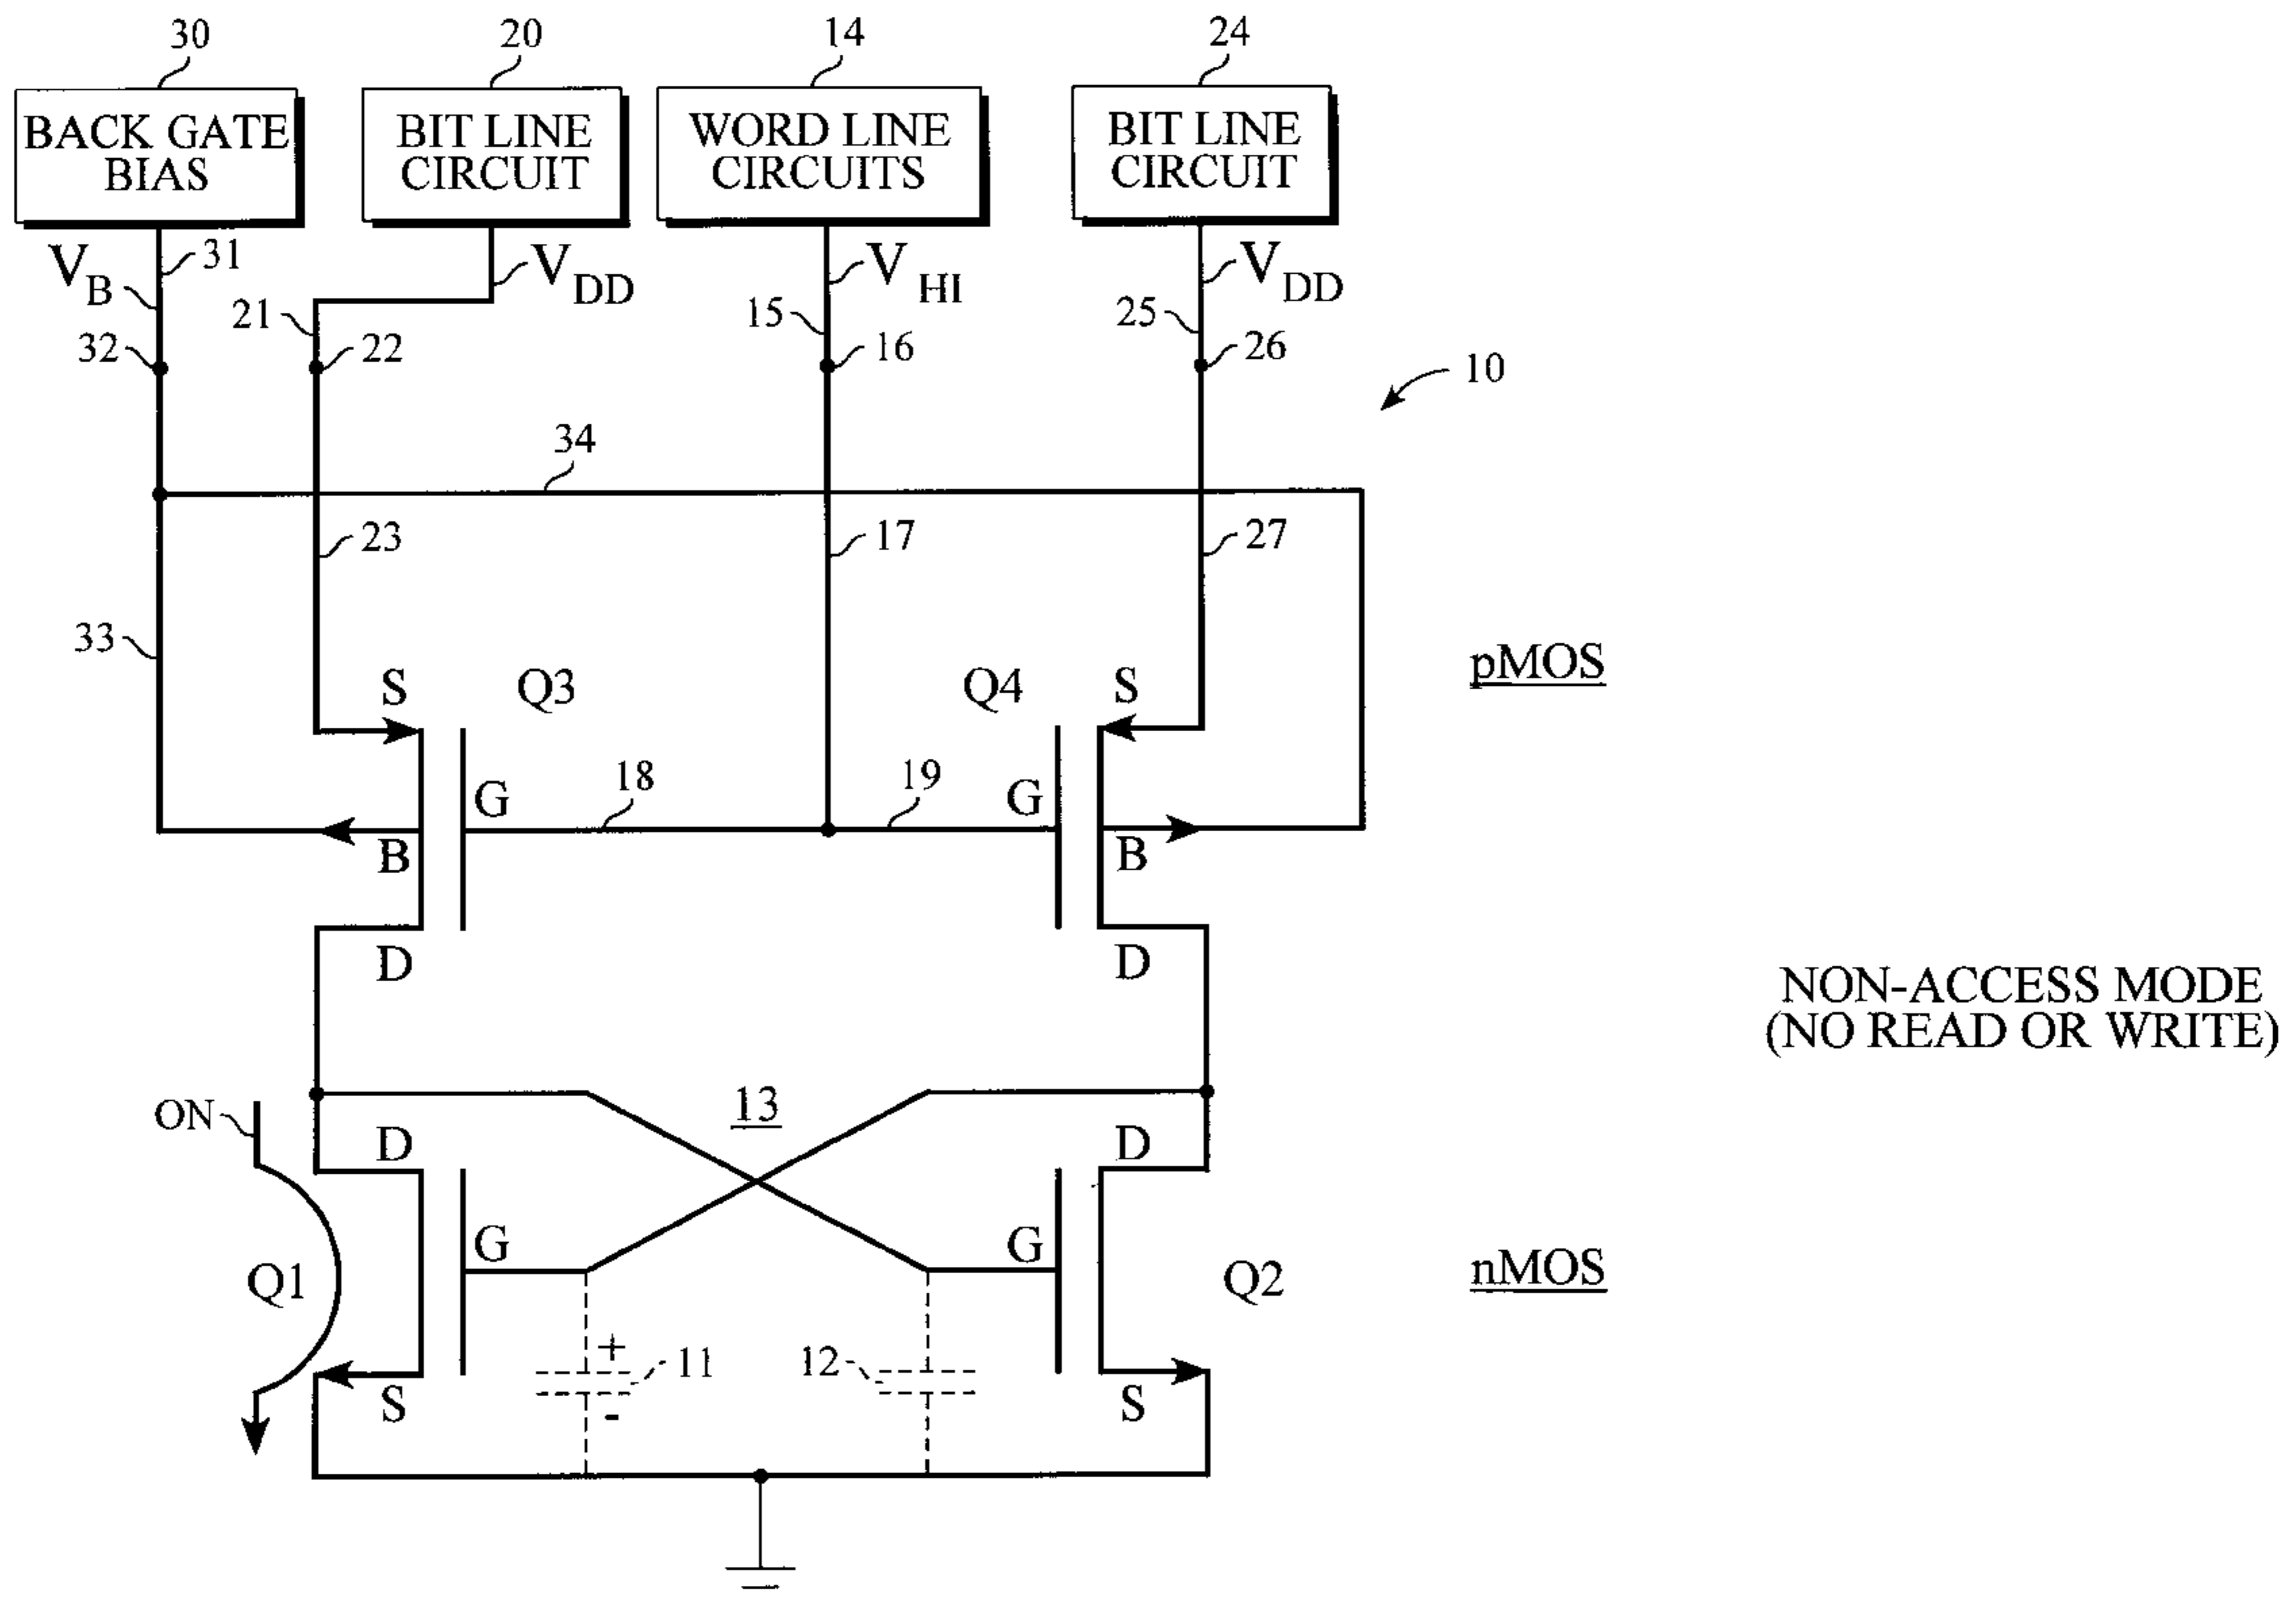 30
20
14
24
BACK GATE
BIAS
BIT LINE
CIRCUIT
WORD LINE
CIRCUITS
BIT LINE
CIRCUIT
VB
31
VDD
VHI
VDD
21
15
25
32
22
16
26
10
34
23
17
27
33
pMOS
S
Q3
Q4
S
G
18
19
G
B
B
D
D
NON-ACCESS MODE
(NO READ OR WRITE)
ON
13
D
D
G
G
Q1
Q2
nMOS
+
11
12
-
S
S